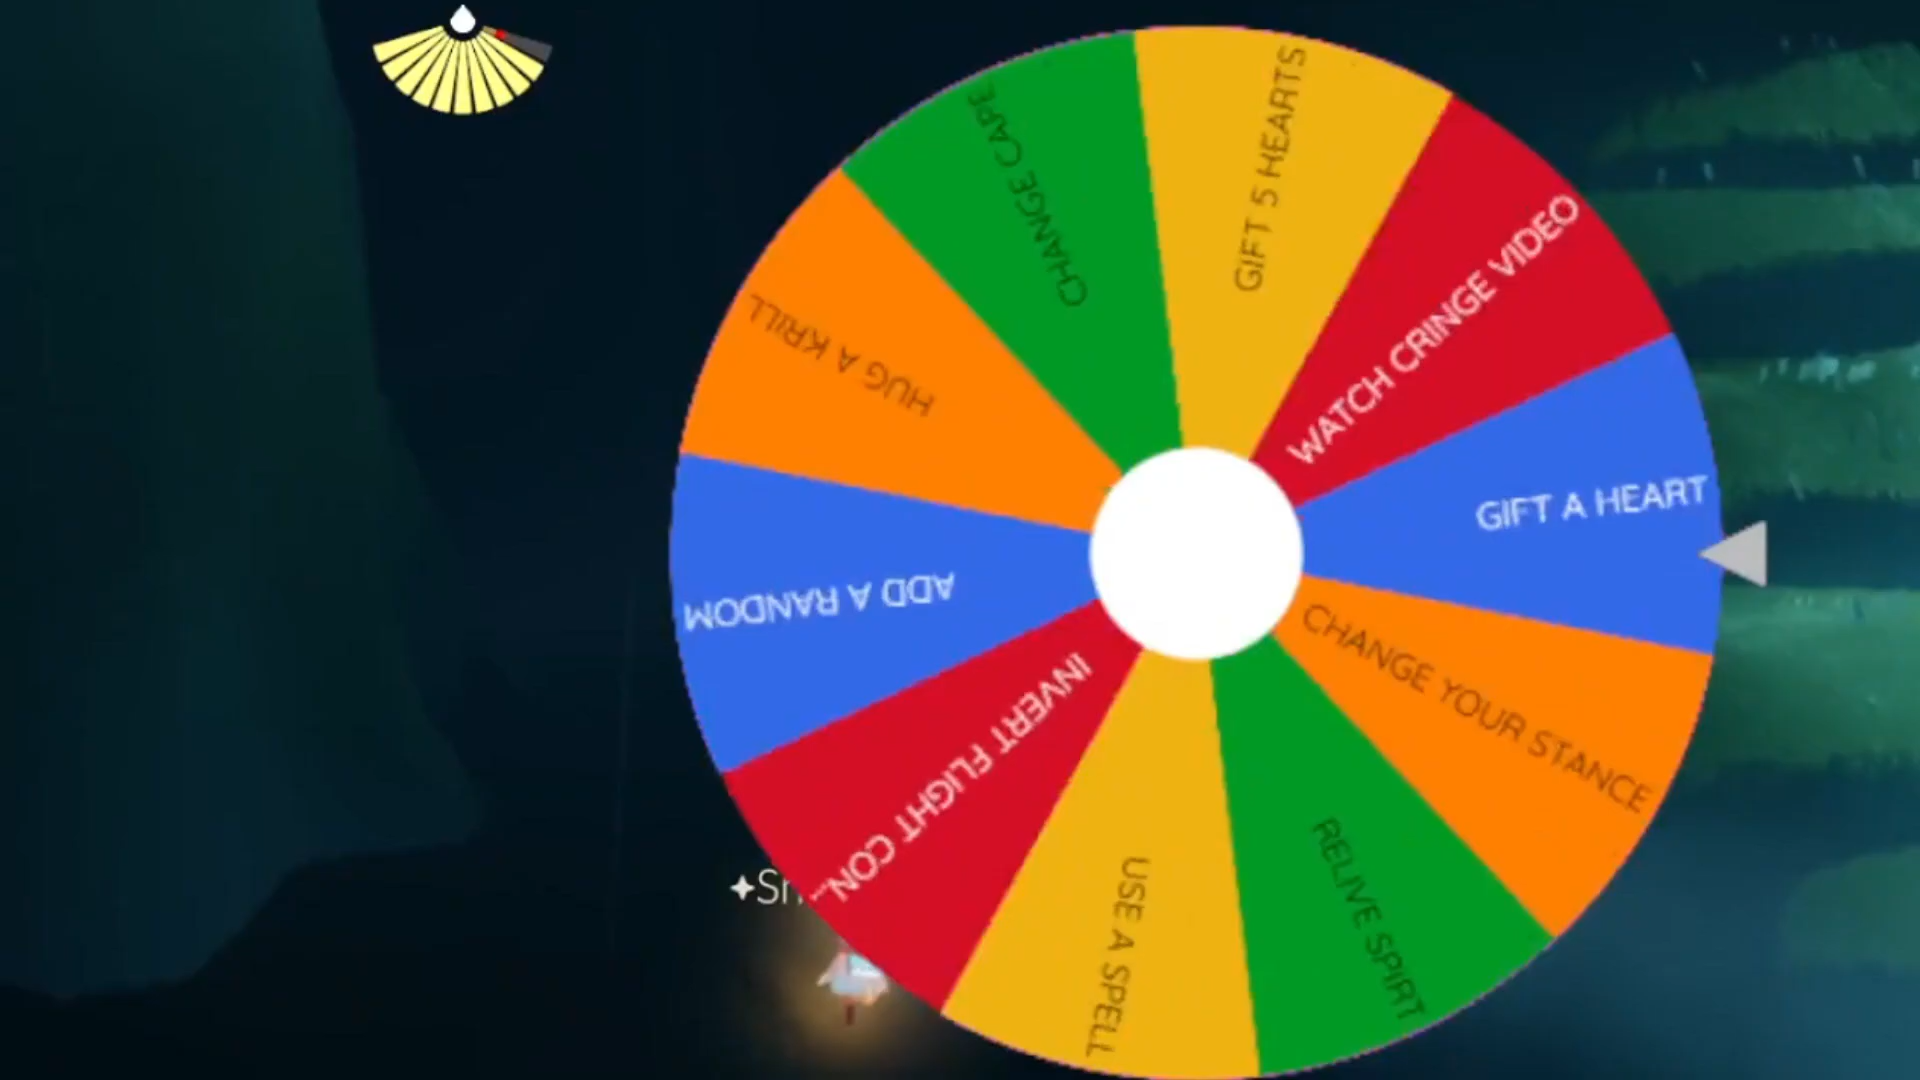 GIFT 5 HEARTS
WATCH CRINGE VIDEO
GIFT A HEART
CHANGE YOUR STANCE
RELIVE SPIRT
USE A SPELL
INVERT FLIGHT CON...
ADD A RANDOM
HUG A KRILL
CHANGE CAPE